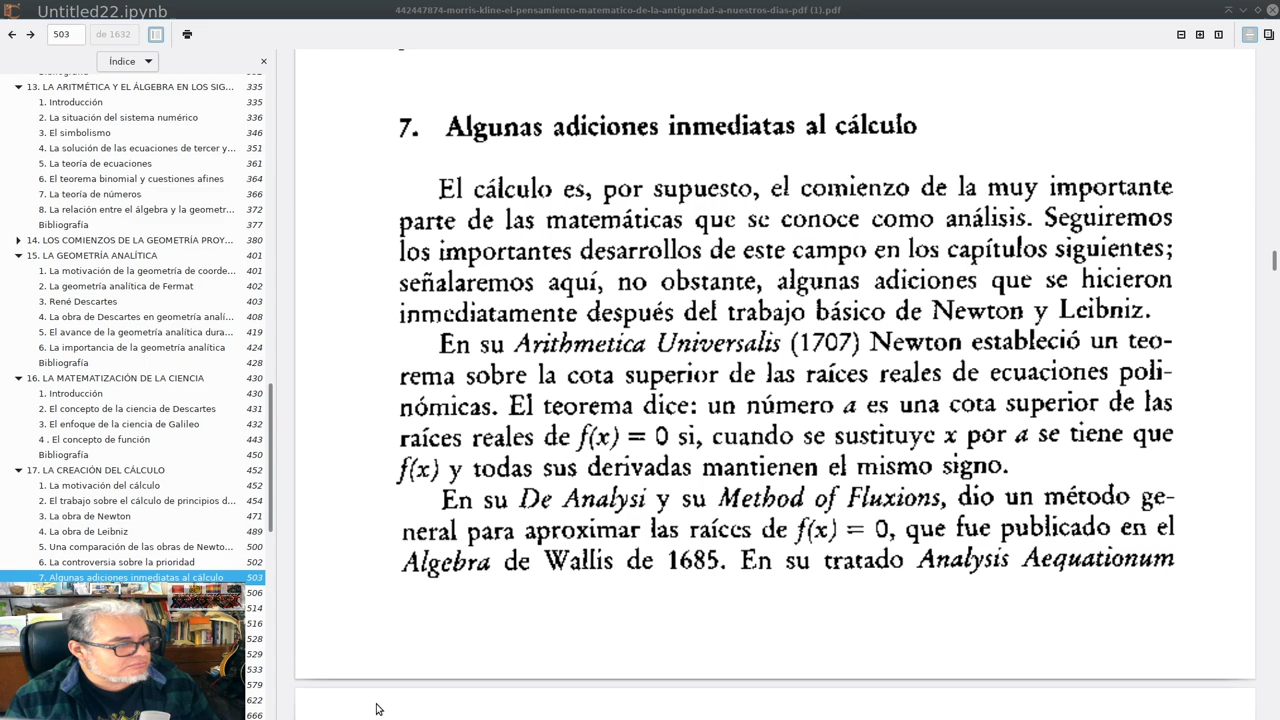 Untitled22.ipynb
442447874-morris-kline-el-pensamiento-matematico-de-la-antiguedad-a-nuestros-dias-pdf (1).pdf
503 de 1632
Índice
13. LA ARITMÉTICA Y EL ÁLGEBRA EN LOS SIG... 335
1. Introducción 335
2. La situación del sistema numérico 336
3. El simbolismo 346
4. La solución de las ecuaciones de tercer y... 351
5. La teoría de ecuaciones 361
6. El teorema binomial y cuestiones afines 364
7. La teoría de números 366
8. La relación entre el álgebra y la geometr... 372
Bibliografía 377
14. LOS COMIENZOS DE LA GEOMETRÍA PROY... 380
15. LA GEOMETRÍA ANALÍTICA 401
1. La motivación de la geometría de coorde... 401
2. La geometría analítica de Fermat 402
3. René Descartes 403
4. La obra de Descartes en geometría analí... 408
5. El avance de la geometría analítica dura... 419
6. La importancia de la geometría analítica 424
Bibliografía 428
16. LA MATEMATIZACIÓN DE LA CIENCIA 430
1. Introducción 430
2. El concepto de la ciencia de Descartes 431
3. El enfoque de la ciencia de Galileo 432
4 . El concepto de función 443
Bibliografía 450
17. LA CREACIÓN DEL CÁLCULO 452
1. La motivación del cálculo 452
2. El trabajo sobre el cálculo de principios d... 454
3. La obra de Newton 471
4. La obra de Leibniz 489
5. Una comparación de las obras de Newto... 500
6. La controversia sobre la prioridad 502
7. Algunas adiciones inmediatas al cálculo 503
506
514
516
528
529
533
579
622
666
7. Algunas adiciones inmediatas al cálculo
El cálculo es, por supuesto, el comienzo de la muy importante
parte de las matemáticas que se conoce como análisis. Seguiremos
los importantes desarrollos de este campo en los capítulos siguientes;
señalaremos aquí, no obstante, algunas adiciones que se hicieron
inmediatamente después del trabajo básico de Newton y Leibniz.
En su Arithmetica Universalis (1707) Newton estableció un teo-
rema sobre la cota superior de las raíces reales de ecuaciones poli-
nómicas. El teorema dice: un número a es una cota superior de las
raíces reales de f(x) = 0 si, cuando se sustituye x por a se tiene que
f(x) y todas sus derivadas mantienen el mismo signo.
En su De Analysi y su Method of Fluxions, dio un método ge-
neral para aproximar las raíces de f(x) = 0, que fue publicado en el
Algebra de Wallis de 1685. En su tratado Analysis Aequationum